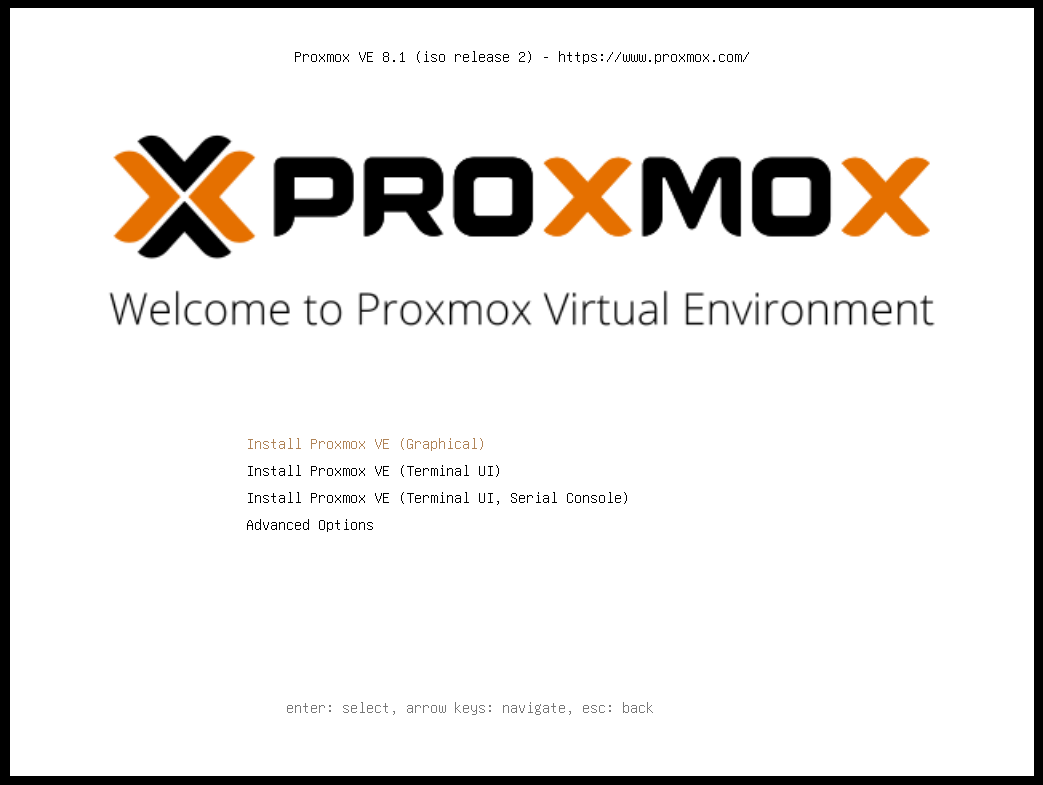 Proxmox VE 8.1 (iso release 2) - https://www.proxmox.com/
PROXMOX
Welcome to Proxmox Virtual Environment
Install Proxmox VE (Graphical)
Install Proxmox VE (Terminal UI)
Install Proxmox VE (Terminal UI, Serial Console)
Advanced Options
enter: select, arrow keys: navigate, esc: back